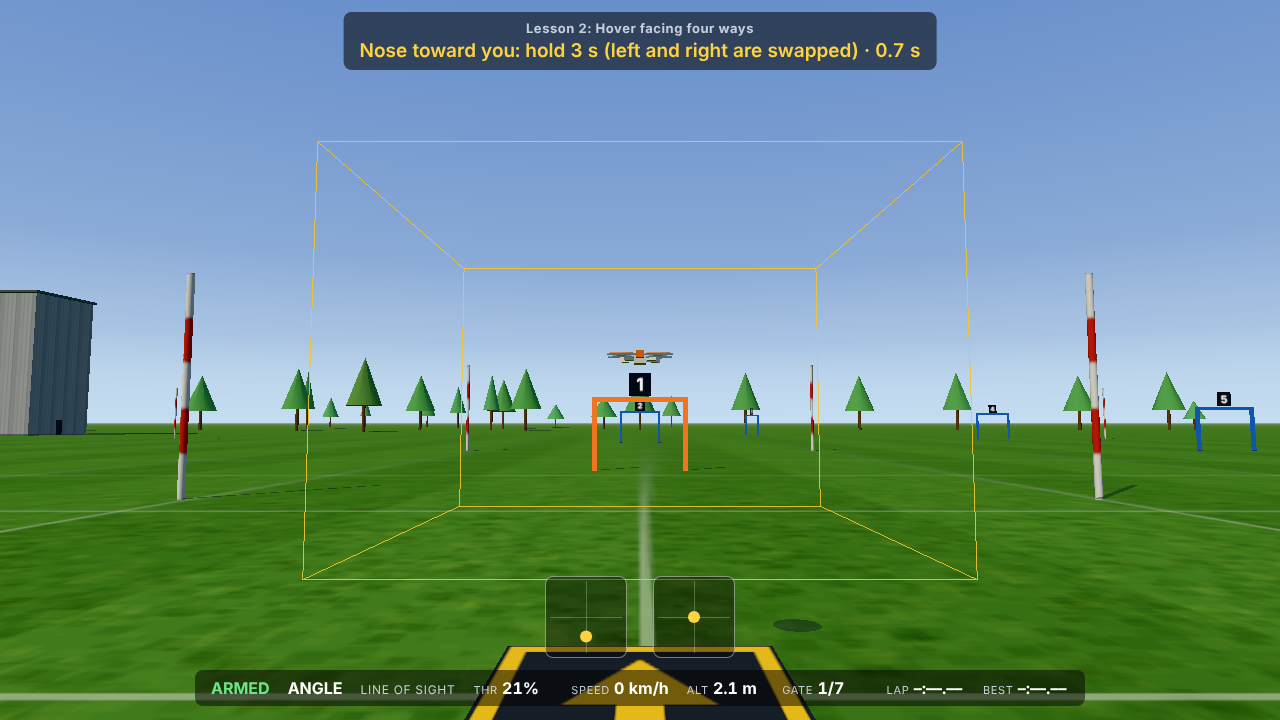 Lesson 2: Hover facing four ways
Nose toward you: hold 3 s (left and right are swapped) · 0.7 s
1
2
4
5
ARMED ANGLE LINE OF SIGHT THR 21% SPEED 0 km/h ALT 2.1 m GATE 1/7 LAP –:––.–– BEST –:––.––